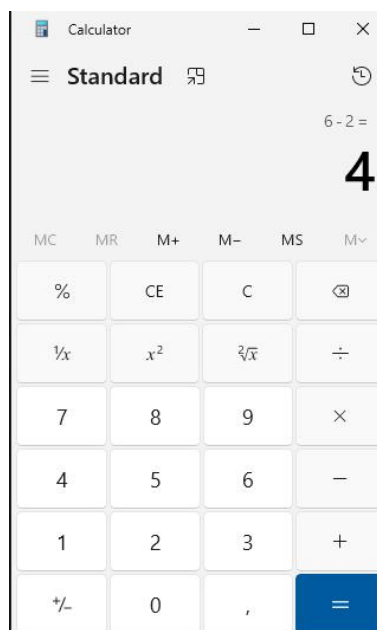 Calculator
Standard
6 - 2 =
4
MC MR M+ M− MS M
% CE C
¹/x x² ²√x ÷
7 8 9 ×
4 5 6 −
1 2 3 +
+/− 0 , =